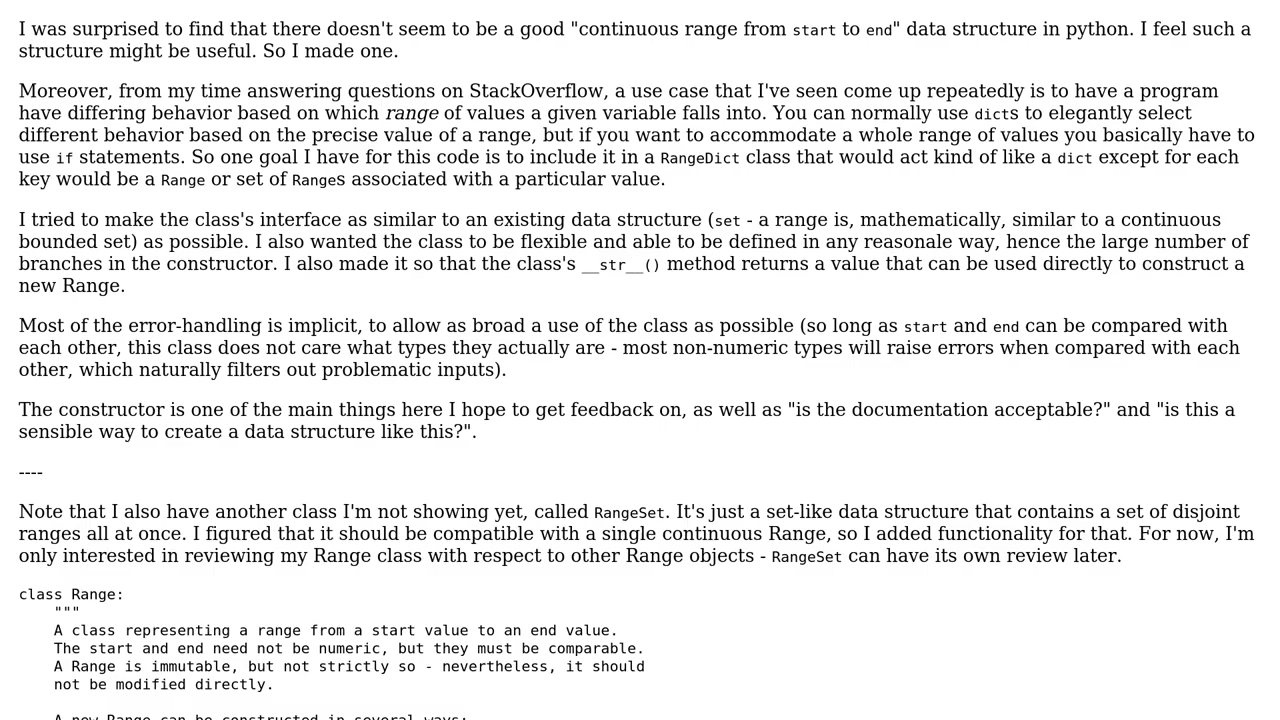 I was surprised to find that there doesn't seem to be a good "continuous range from start to end" data structure in python. I feel such a
structure might be useful. So I made one.
Moreover, from my time answering questions on StackOverflow, a use case that I've seen come up repeatedly is to have a program
have differing behavior based on which range of values a given variable falls into. You can normally use dicts to elegantly select
different behavior based on the precise value of a range, but if you want to accommodate a whole range of values you basically have to
use if statements. So one goal I have for this code is to include it in a RangeDict class that would act kind of like a dict except for each
key would be a Range or set of Ranges associated with a particular value.
I tried to make the class's interface as similar to an existing data structure (set - a range is, mathematically, similar to a continuous
bounded set) as possible. I also wanted the class to be flexible and able to be defined in any reasonale way, hence the large number of
branches in the constructor. I also made it so that the class's __str__() method returns a value that can be used directly to construct a
new Range.
Most of the error-handling is implicit, to allow as broad a use of the class as possible (so long as start and end can be compared with
each other, this class does not care what types they actually are - most non-numeric types will raise errors when compared with each
other, which naturally filters out problematic inputs).
The constructor is one of the main things here I hope to get feedback on, as well as "is the documentation acceptable?" and "is this a
sensible way to create a data structure like this?".
----
Note that I also have another class I'm not showing yet, called RangeSet. It's just a set-like data structure that contains a set of disjoint
ranges all at once. I figured that it should be compatible with a single continuous Range, so I added functionality for that. For now, I'm
only interested in reviewing my Range class with respect to other Range objects - RangeSet can have its own review later.
class Range:
"""
A class representing a range from a start value to an end value.
The start and end need not be numeric, but they must be comparable.
A Range is immutable, but not strictly so - nevertheless, it should
not be modified directly.
A new Range can be constructed in several ways: